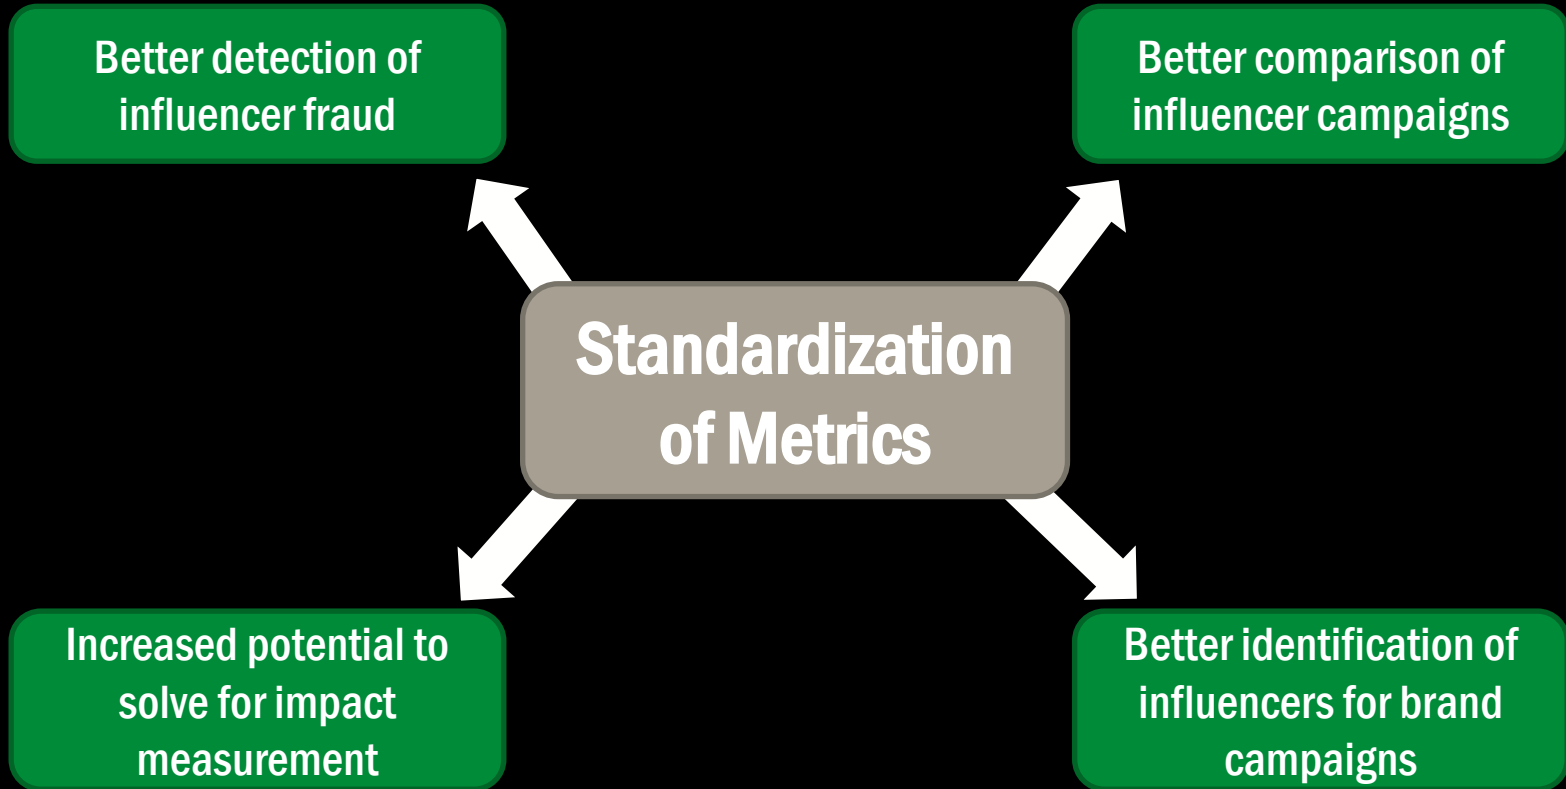 Better detection of
influencer fraud
Better comparison of
influencer campaigns
Standardization
of Metrics
Increased potential to
solve for impact
measurement
Better identification of
influencers for brand
campaigns